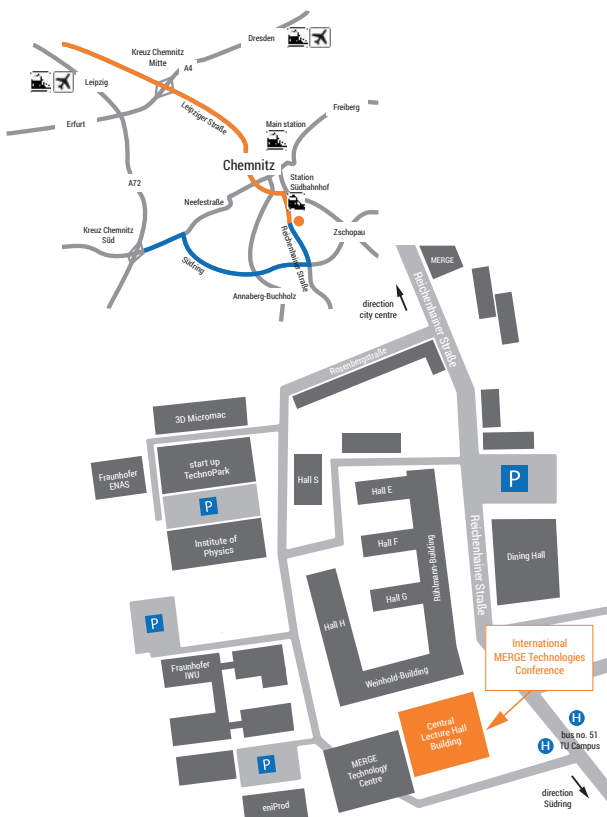 Dresden
Kreuz Chemnitz
Mitte
A4
Leipzig
Leipziger Straße
Erfurt
Freiberg
Main station
Chemnitz
Station
Südbahnhof
A72
Neefestraße
Kreuz Chemnitz
Süd
Zschopau
Südring
Reichenhainer Straße
Annaberg-Buchholz
MERGE
direction
city centre
Reichenhainer Straße
Rosenbergstraße
3D Micromac
start up
TechnoPark
Fraunhofer
ENAS
Hall S
Hall E
P
P
Institute of
Physics
Hall F
Rühlmann-Building
Reichenhainer Straße
Dining Hall
Hall G
P
Hall H
International
MERGE Technologies
Conference
Fraunhofer
IWU
Weinhold-Building
Central
Lecture Hall
Building
H
bus no. 51
TU Campus
H
P
MERGE
Technology
Centre
direction
Südring
eniProd